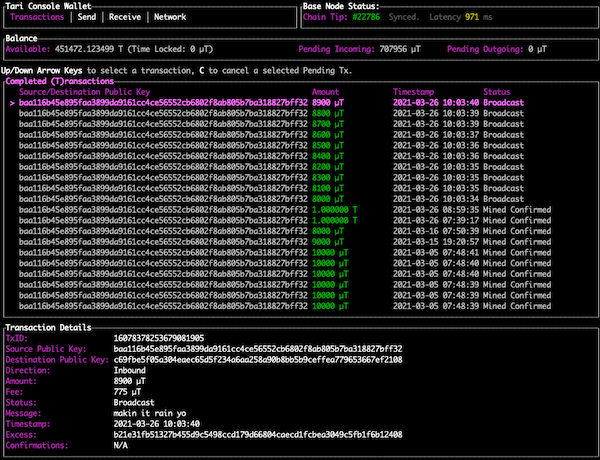 Tari Console Wallet
Transactions | Send | Receive | Network
Base Node Status:
Chain Tip: #22786 Synced. Latency 971 ms
Balance
Available: 451472.123499 T (Time Locked: 0 µT) Pending Incoming: 707956 µT Pending Outgoing: 0 µT
Up/Down Arrow Keys to select a transaction, C to cancel a selected Pending Tx.
Completed (T)ransactions
Source/Destination Public Key Amount Timestamp Status
> baa116b45e895faa3899da9161cc4ce56552cb6802f8ab805b7ba318827bff32 8900 µT 2021-03-26 10:03:40 Broadcast
baa116b45e895faa3899da9161cc4ce56552cb6802f8ab805b7ba318827bff32 8800 µT 2021-03-26 10:03:39 Broadcast
baa116b45e895faa3899da9161cc4ce56552cb6802f8ab805b7ba318827bff32 8700 µT 2021-03-26 10:03:39 Broadcast
baa116b45e895faa3899da9161cc4ce56552cb6802f8ab805b7ba318827bff32 8600 µT 2021-03-26 10:03:37 Broadcast
baa116b45e895faa3899da9161cc4ce56552cb6802f8ab805b7ba318827bff32 8500 µT 2021-03-26 10:03:36 Broadcast
baa116b45e895faa3899da9161cc4ce56552cb6802f8ab805b7ba318827bff32 8400 µT 2021-03-26 10:03:36 Broadcast
baa116b45e895faa3899da9161cc4ce56552cb6802f8ab805b7ba318827bff32 8200 µT 2021-03-26 10:03:35 Broadcast
baa116b45e895faa3899da9161cc4ce56552cb6802f8ab805b7ba318827bff32 8300 µT 2021-03-26 10:03:35 Broadcast
baa116b45e895faa3899da9161cc4ce56552cb6802f8ab805b7ba318827bff32 8100 µT 2021-03-26 10:03:35 Broadcast
baa116b45e895faa3899da9161cc4ce56552cb6802f8ab805b7ba318827bff32 8000 µT 2021-03-26 10:03:34 Broadcast
baa116b45e895faa3899da9161cc4ce56552cb6802f8ab805b7ba318827bff32 1.000000 T 2021-03-26 08:59:35 Mined Confirmed
baa116b45e895faa3899da9161cc4ce56552cb6802f8ab805b7ba318827bff32 1.000000 T 2021-03-26 07:39:17 Mined Confirmed
baa116b45e895faa3899da9161cc4ce56552cb6802f8ab805b7ba318827bff32 8000 µT 2021-03-16 07:50:39 Mined Confirmed
baa116b45e895faa3899da9161cc4ce56552cb6802f8ab805b7ba318827bff32 9000 µT 2021-03-15 19:20:57 Mined Confirmed
baa116b45e895faa3899da9161cc4ce56552cb6802f8ab805b7ba318827bff32 10000 µT 2021-03-05 07:48:41 Mined Confirmed
baa116b45e895faa3899da9161cc4ce56552cb6802f8ab805b7ba318827bff32 10000 µT 2021-03-05 07:48:40 Mined Confirmed
baa116b45e895faa3899da9161cc4ce56552cb6802f8ab805b7ba318827bff32 10000 µT 2021-03-05 07:48:40 Mined Confirmed
baa116b45e895faa3899da9161cc4ce56552cb6802f8ab805b7ba318827bff32 10000 µT 2021-03-05 07:48:39 Mined Confirmed
baa116b45e895faa3899da9161cc4ce56552cb6802f8ab805b7ba318827bff32 10000 µT 2021-03-05 07:48:39 Mined Confirmed
baa116b45e895faa3899da9161cc4ce56552cb6802f8ab805b7ba318827bff32 10000 µT 2021-03-05 07:48:39 Mined Confirmed
Transaction Details
TxID: 16078378253679081905
Source Public Key: baa116b45e895faa3899da9161cc4ce56552cb6802f8ab805b7ba318827bff32
Destination Public Key: c69fbe5f05a304eaec65d5f234a6aa258a90b8bb5b9ceffea779653667ef2108
Direction: Inbound
Amount: 8900 µT
Fee: 775 µT
Status: Broadcast
Message: makin it rain yo
Timestamp: 2021-03-26 10:03:40
Excess: b21e31fb51327b455d9c5498ccd179d66804caecd1fcbea3049c5fb1f6b12408
Confirmations: N/A